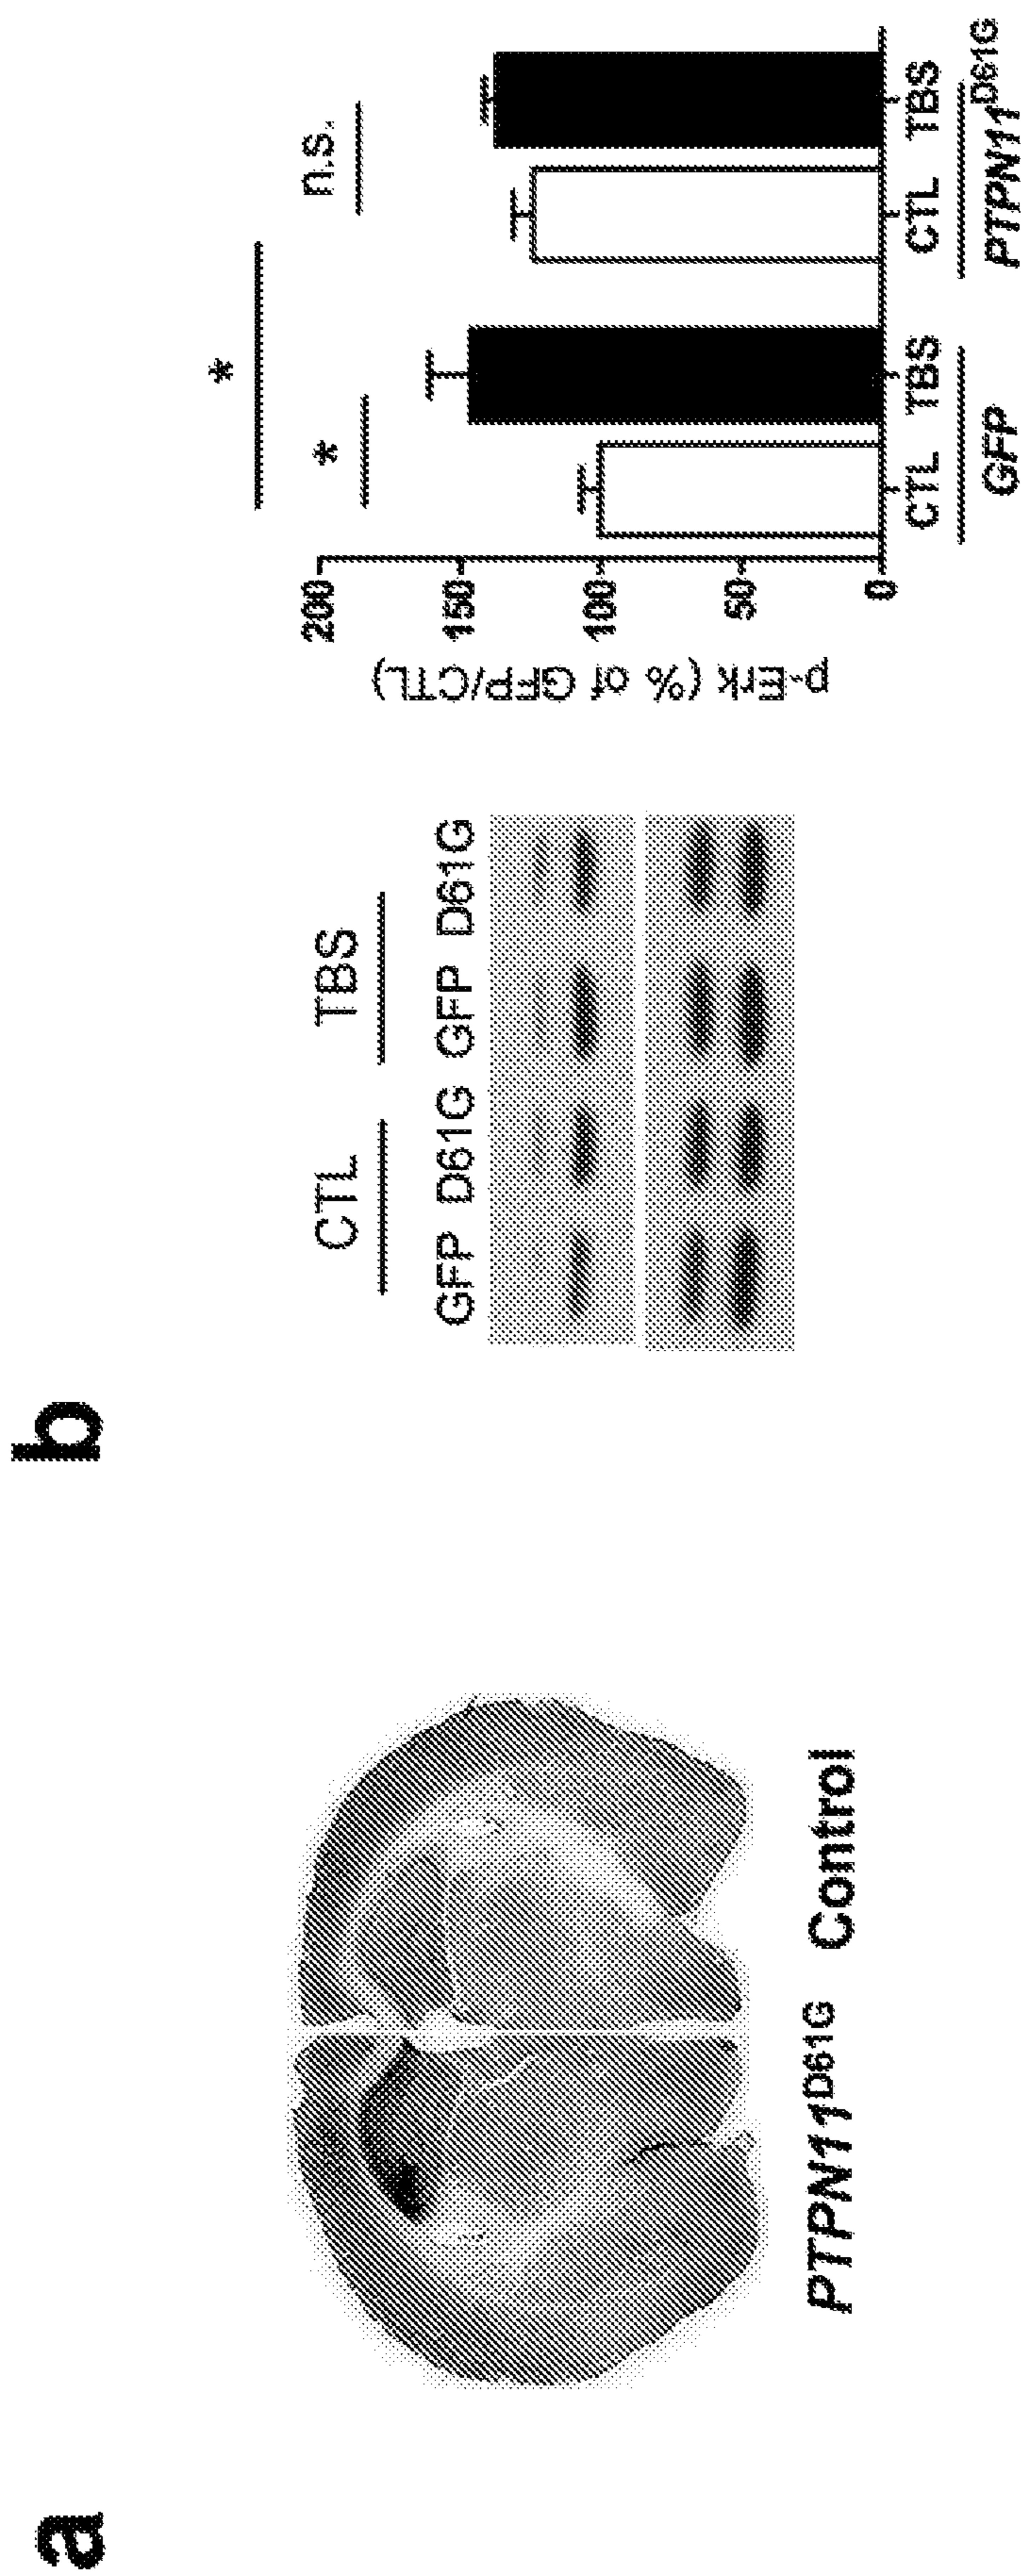 a
PTPN11D61G Control
b
CTL TBS
GFP D61G GFP D61G
*
* n.s.
p-Erk (% of GFP/CTL)
200
150
100
50
0
CTL TBS CTL TBS
GFP PTPN11D61G